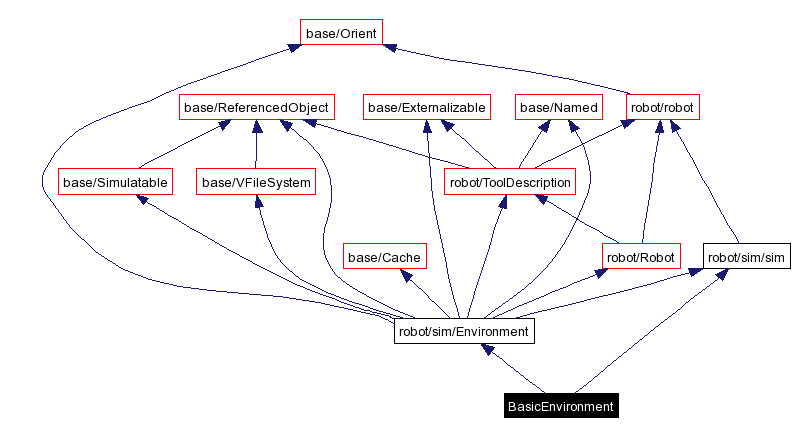 base/Orient
base/ReferencedObject
base/Externalizable
base/Named
robot/robot
base/Simulatable
base/VFileSystem
robot/ToolDescription
base/Cache
robot/Robot
robot/sim/sim
robot/sim/Environment
BasicEnvironment